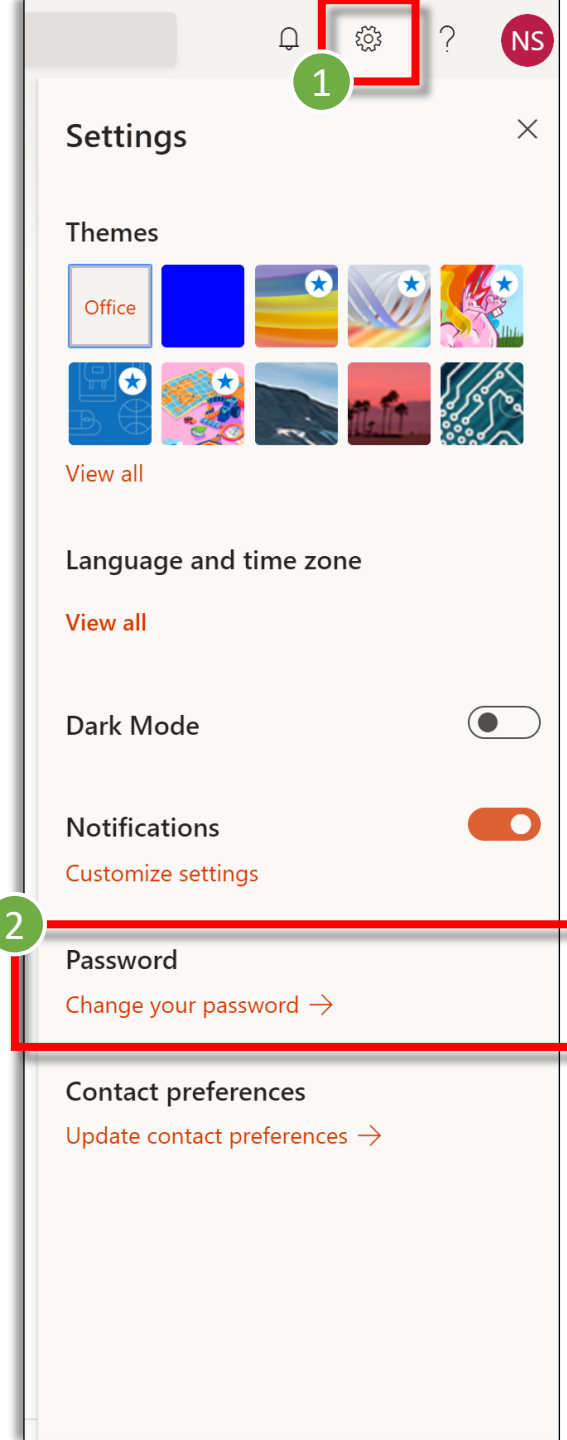 ?
NS
1
Settings
Themes
Office
View all
Language and time zone
View all
Dark Mode
Notifications
Customize settings
2
Password
Change your password →
Contact preferences
Update contact preferences →